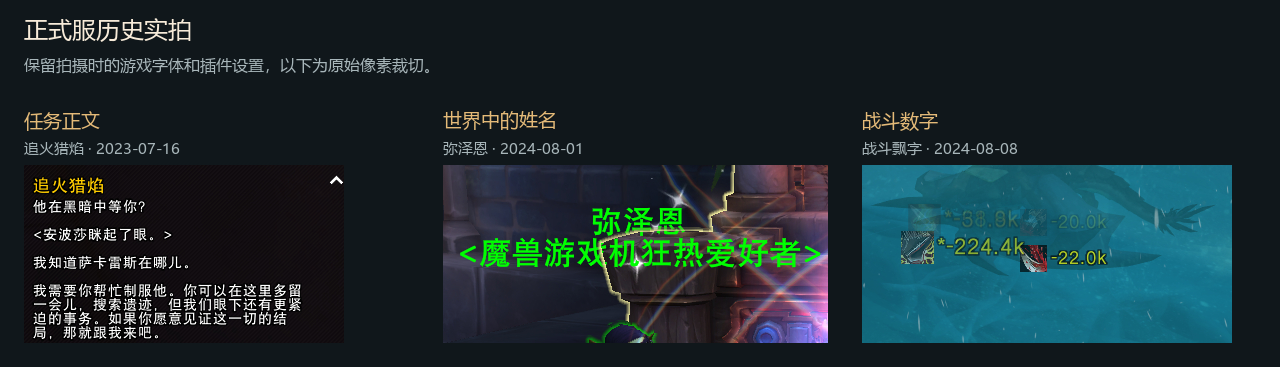 正式服历史实拍
保留拍摄时的游戏字体和插件设置，以下为原始像素裁切。
任务正文
追火猎焰 · 2023-07-16
追火猎焰
他在黑暗中等你？
<安波莎眯起了眼。>
我知道萨卡雷斯在哪儿。
我需要你帮忙制服他。你可以在这里多留
一会儿，搜索遗迹，但我们眼下还有更紧
迫的事务。如果你愿意见证这一切的结
局，那就跟我来吧。
世界中的姓名
弥泽恩 · 2024-08-01
弥泽恩
<魔兽游戏机狂热爱好者>
战斗数字
战斗飘字 · 2024-08-08
*-58.9k
-20.0k
*-224.4k
-22.0k